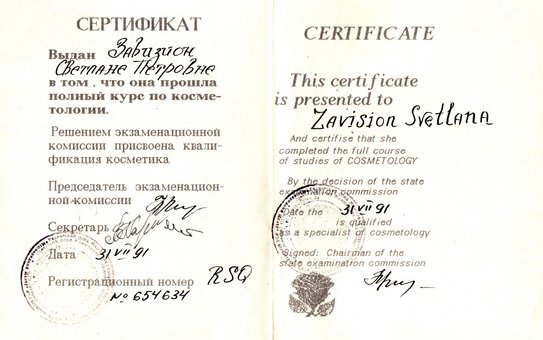 СЕРТИФИКАТ
Выдан Завизион
Светлане Петровне
в том , что она прошла
полный курс по косме-
тологии.
Решением экзаменационной
комиссии присвоена квали-
фикация косметика
Председатель экзаменацион-
ной комиссии
Секретарь
Дата 31 VII 91
Регистрационный номер RSQ
№ 654634
CERTIFICATE
This certificate
is presented to
Zavision Svetlana
And certifise that she
completed the full course
of studies of COSMETOLOGY
By the decision of the state
examination commission
Date the 31 VII 91
is qualified
as a specialist of cosmetology
Signed: Chairman of the
state examination commission